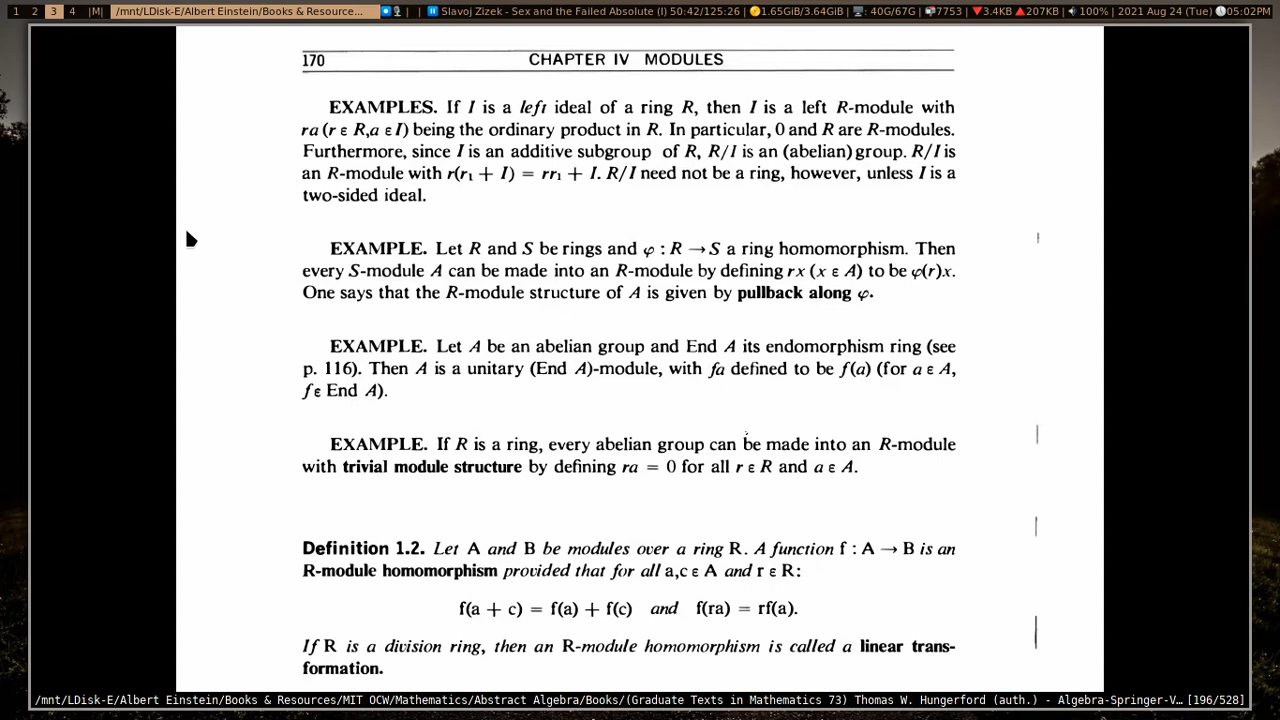 1 2 3 4 |M| /mnt/LDisk-E/Albert Einstein/Books & Resource... | | Slavoj Zizek - Sex and the Failed Absolute (I) 50:42/125:26 | 1.65GiB/3.64GiB | 40G/67G | 7753 | ▼3.4KB ▲207KB | 100% | 2021 Aug 24 (Tue) 05:02PM
170 CHAPTER IV MODULES
EXAMPLES. If I is a left ideal of a ring R, then I is a left R-module with
ra (r ε R,a ε I) being the ordinary product in R. In particular, 0 and R are R-modules.
Furthermore, since I is an additive subgroup of R, R/I is an (abelian) group. R/I is
an R-module with r(r₁ + I) = rr₁ + I. R/I need not be a ring, however, unless I is a
two-sided ideal.
EXAMPLE. Let R and S be rings and φ : R → S a ring homomorphism. Then
every S-module A can be made into an R-module by defining rx (x ε A) to be φ(r)x.
One says that the R-module structure of A is given by pullback along φ.
EXAMPLE. Let A be an abelian group and End A its endomorphism ring (see
p. 116). Then A is a unitary (End A)-module, with fa defined to be f(a) (for a ε A,
f ε End A).
EXAMPLE. If R is a ring, every abelian group can be made into an R-module
with trivial module structure by defining ra = 0 for all r ε R and a ε A.
Definition 1.2. Let A and B be modules over a ring R. A function f : A → B is an
R-module homomorphism provided that for all a,c ε A and r ε R:
f(a + c) = f(a) + f(c) and f(ra) = rf(a).
If R is a division ring, then an R-module homomorphism is called a linear trans-
formation.
/mnt/LDisk-E/Albert Einstein/Books & Resources/MIT OCW/Mathematics/Abstract Algebra/Books/(Graduate Texts in Mathematics 73) Thomas W. Hungerford (auth.) - Algebra-Springer-V… [196/528]